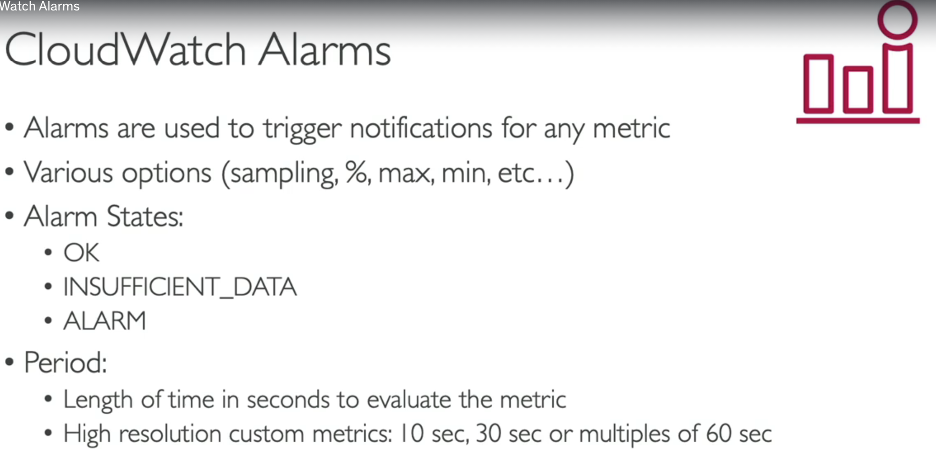 Watch Alarms
CloudWatch Alarms
• Alarms are used to trigger notifications for any metric
• Various options (sampling, %, max, min, etc…)
• Alarm States:
• OK
• INSUFFICIENT_DATA
• ALARM
• Period:
• Length of time in seconds to evaluate the metric
• High resolution custom metrics: 10 sec, 30 sec or multiples of 60 sec